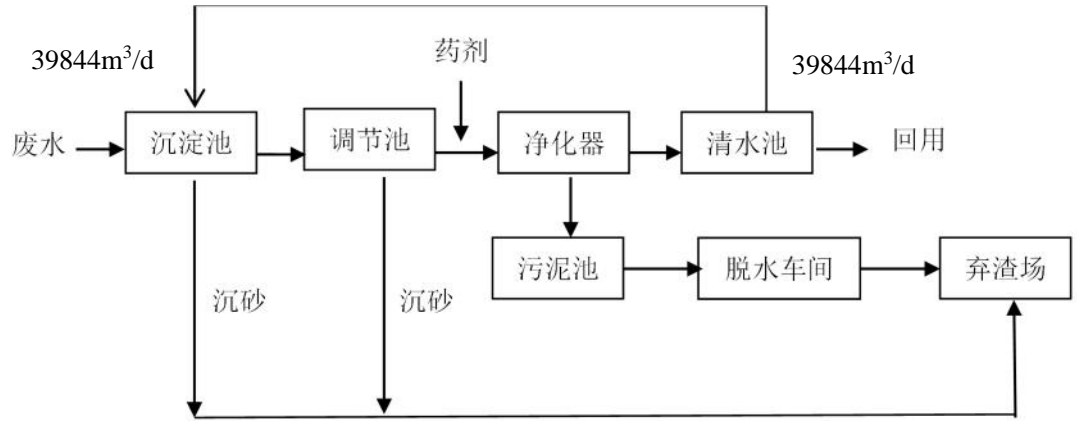 39844m³/d
药剂
39844m³/d
废水
沉淀池
调节池
净化器
清水池
回用
污泥池
脱水车间
弃渣场
沉砂
沉砂